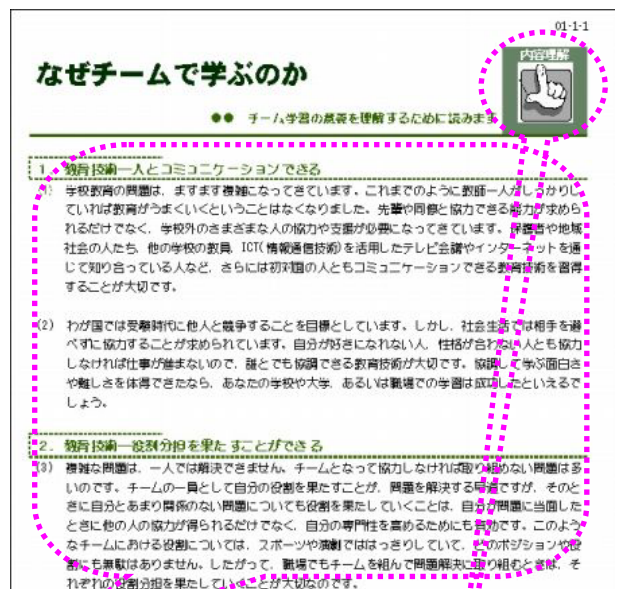 01-1-1
内容理解
なぜチームで学ぶのか
●● チーム学習の意義を理解するために読みます
1. 教育技術―人とコミュニケーションできる
(1) 学校教育の問題は、ますます複雑になってきています。これまでのように教師一人がしっかりし
ていれば教育がうまくいくということはなくなりました。先輩や同僚と協力できる能力が求めら
れるだけでなく、学校外のさまざまな人の協力や支援が必要になってきています。保護者や地域
社会の人たち、他の学校の教員、ICT(情報通信技術)を活用したテレビ会議やインターネットを通
じて知り合っている人など、さらには初対面の人ともコミュニケーションできる教育技術を習得
することが大切です。
(2) わが国では受験時代に他人と競争することを目標としています。しかし、社会生活では相手を選
べずに協力することが求められています。自分が好きになれない人、性格が合わない人とも協力
しなければ仕事が進まないので、誰とでも協調できる教育技術が大切です。協調して学ぶ面白さ
や難しさを体得できたなら、あなたの学校や大学、あるいは職場での学習は成功したといえるで
しょう。
2. 教育技術―役割分担を果たすことができる
(3) 複雑な問題は、一人では解決できません。チームとなって協力しなければ取り組めない問題は多
いのです。チームの一員として自分の役割を果たすことが、問題を解決する早道ですが、そのと
きに自分とあまり関係のない問題についても役割を果たしていくことは、自分が問題に当面した
ときに他の人の協力が得られるだけでなく、自分の専門性を高めるためにも有効です。このよう
なチームにおける役割については、スポーツや演劇でははっきりしていて、そのポジションや役
割にも無駄はありません。したがって、職場でもチームを組んで問題解決に取り組むときは、そ
れぞれの役割分担を果たしていくことが大切なのです。